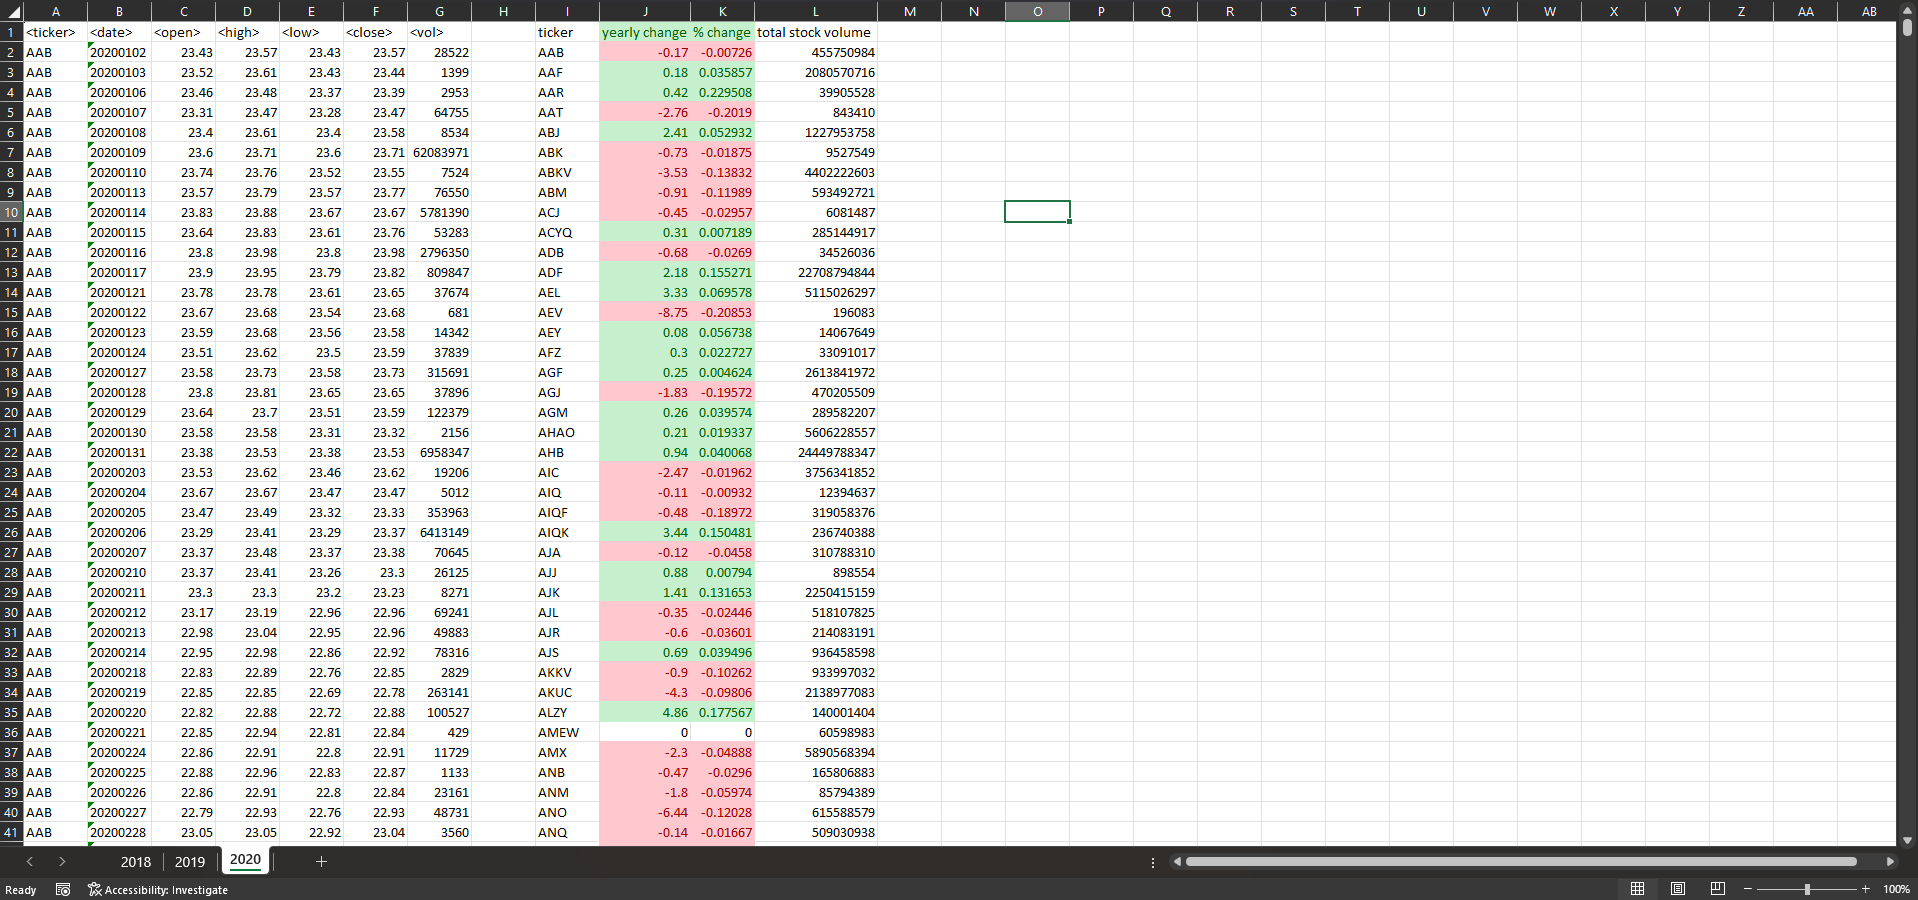 A B C D E F G H I J K L M N O P Q R S T U V W X Y Z AA AB
1 <ticker> <date> <open> <high> <low> <close> <vol> ticker yearly change % change total stock volume
2 AAB 20200102 23.43 23.57 23.43 23.57 28522 AAB -0.17 -0.00726 455750984
3 AAB 20200103 23.52 23.61 23.43 23.44 1399 AAF 0.18 0.035857 2080570716
4 AAB 20200106 23.46 23.48 23.37 23.39 2953 AAR 0.42 0.229508 39905528
5 AAB 20200107 23.31 23.47 23.28 23.47 64755 AAT -2.76 -0.2019 843410
6 AAB 20200108 23.4 23.61 23.4 23.58 8534 ABJ 2.41 0.052932 1227953758
7 AAB 20200109 23.6 23.71 23.6 23.71 62083971 ABK -0.73 -0.01875 9527549
8 AAB 20200110 23.74 23.76 23.52 23.55 7524 ABKV -3.53 -0.13832 4402222603
9 AAB 20200113 23.57 23.79 23.57 23.77 76550 ABM -0.91 -0.11989 593492721
10 AAB 20200114 23.83 23.88 23.67 23.67 5781390 ACJ -0.45 -0.02957 6081487
11 AAB 20200115 23.64 23.83 23.61 23.76 53283 ACYQ 0.31 0.007189 285144917
12 AAB 20200116 23.8 23.98 23.8 23.98 2796350 ADB -0.68 -0.0269 34526036
13 AAB 20200117 23.9 23.95 23.79 23.82 809847 ADF 2.18 0.155271 22708794844
14 AAB 20200121 23.78 23.78 23.61 23.65 37674 AEL 3.33 0.069578 5115026297
15 AAB 20200122 23.67 23.68 23.54 23.68 681 AEV -8.75 -0.20853 196083
16 AAB 20200123 23.59 23.68 23.56 23.58 14342 AEY 0.08 0.056738 14067649
17 AAB 20200124 23.51 23.62 23.5 23.59 37839 AFZ 0.3 0.022727 33091017
18 AAB 20200127 23.58 23.73 23.58 23.73 315691 AGF 0.25 0.004624 2613841972
19 AAB 20200128 23.8 23.81 23.65 23.65 37896 AGJ -1.83 -0.19572 470205509
20 AAB 20200129 23.64 23.7 23.51 23.59 122379 AGM 0.26 0.039574 289582207
21 AAB 20200130 23.58 23.58 23.31 23.32 2156 AHAO 0.21 0.019337 5606228557
22 AAB 20200131 23.38 23.53 23.38 23.53 6958347 AHB 0.94 0.040068 24449788347
23 AAB 20200203 23.53 23.62 23.46 23.62 19206 AIC -2.47 -0.01962 3756341852
24 AAB 20200204 23.67 23.67 23.47 23.47 5012 AIQ -0.11 -0.00932 12394637
25 AAB 20200205 23.47 23.49 23.32 23.33 353963 AIQF -0.48 -0.18972 319058376
26 AAB 20200206 23.29 23.41 23.29 23.37 6413149 AIQK 3.44 0.150481 236740388
27 AAB 20200207 23.37 23.48 23.37 23.38 70645 AJA -0.12 -0.0458 310788310
28 AAB 20200210 23.37 23.41 23.26 23.3 26125 AJJ 0.88 0.00794 898554
29 AAB 20200211 23.3 23.3 23.2 23.23 8271 AJK 1.41 0.131653 2250415159
30 AAB 20200212 23.17 23.19 22.96 22.96 69241 AJL -0.35 -0.02446 518107825
31 AAB 20200213 22.98 23.04 22.95 22.96 49883 AJR -0.6 -0.03601 214083191
32 AAB 20200214 22.95 22.98 22.86 22.92 78316 AJS 0.69 0.039496 936458598
33 AAB 20200218 22.83 22.89 22.76 22.85 2829 AKKV -0.9 -0.10262 933997032
34 AAB 20200219 22.85 22.85 22.69 22.78 263141 AKUC -4.3 -0.09806 2138977083
35 AAB 20200220 22.82 22.88 22.72 22.88 100527 ALZY 4.86 0.177567 140001404
36 AAB 20200221 22.85 22.94 22.81 22.84 429 AMEW 0 0 60598983
37 AAB 20200224 22.86 22.91 22.8 22.91 11729 AMX -2.3 -0.04888 5890568394
38 AAB 20200225 22.88 22.96 22.83 22.87 1133 ANB -0.47 -0.0296 165806883
39 AAB 20200226 22.86 22.91 22.8 22.84 23161 ANM -1.8 -0.05974 85794389
40 AAB 20200227 22.79 22.93 22.76 22.93 48731 ANO -6.44 -0.12028 615588579
41 AAB 20200228 23.05 23.05 22.92 23.04 3560 ANQ -0.14 -0.01667 509030938
2018 2019 2020
Ready Accessibility: Investigate 100%